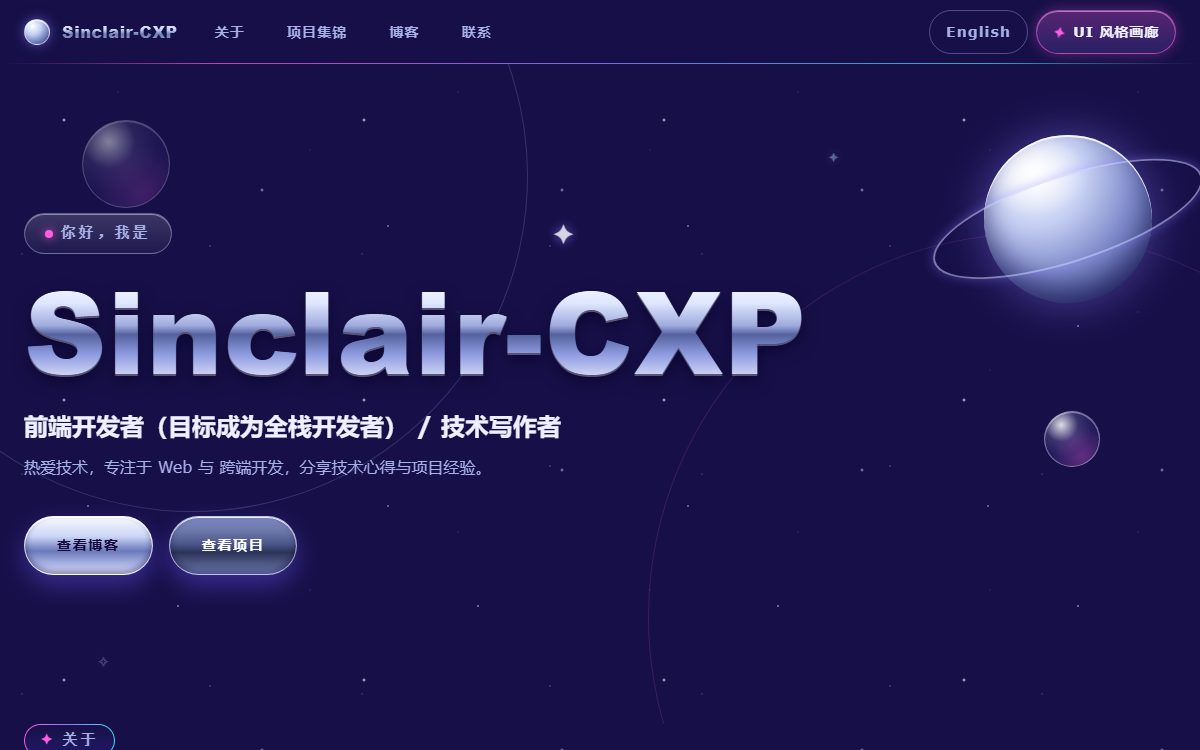 Sinclair-CXP
关于
项目集锦
博客
联系
English
UI 风格画廊
你好，我是
Sinclair-CXP
前端开发者（目标成为全栈开发者） / 技术写作者
热爱技术，专注于 Web 与 跨端开发，分享技术心得与项目经验。
查看博客
查看项目
关于